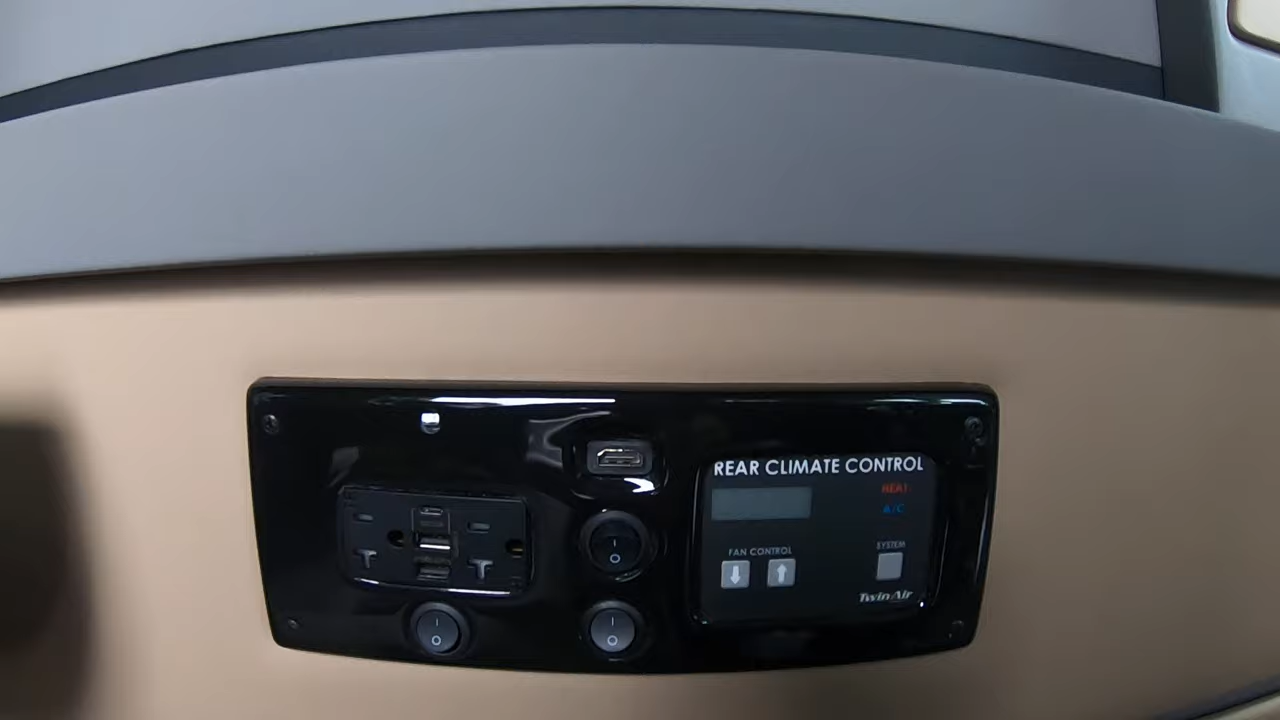 REAR CLIMATE CONTROL
HEAT
A/C
FAN CONTROL
SYSTEM
TwinAir